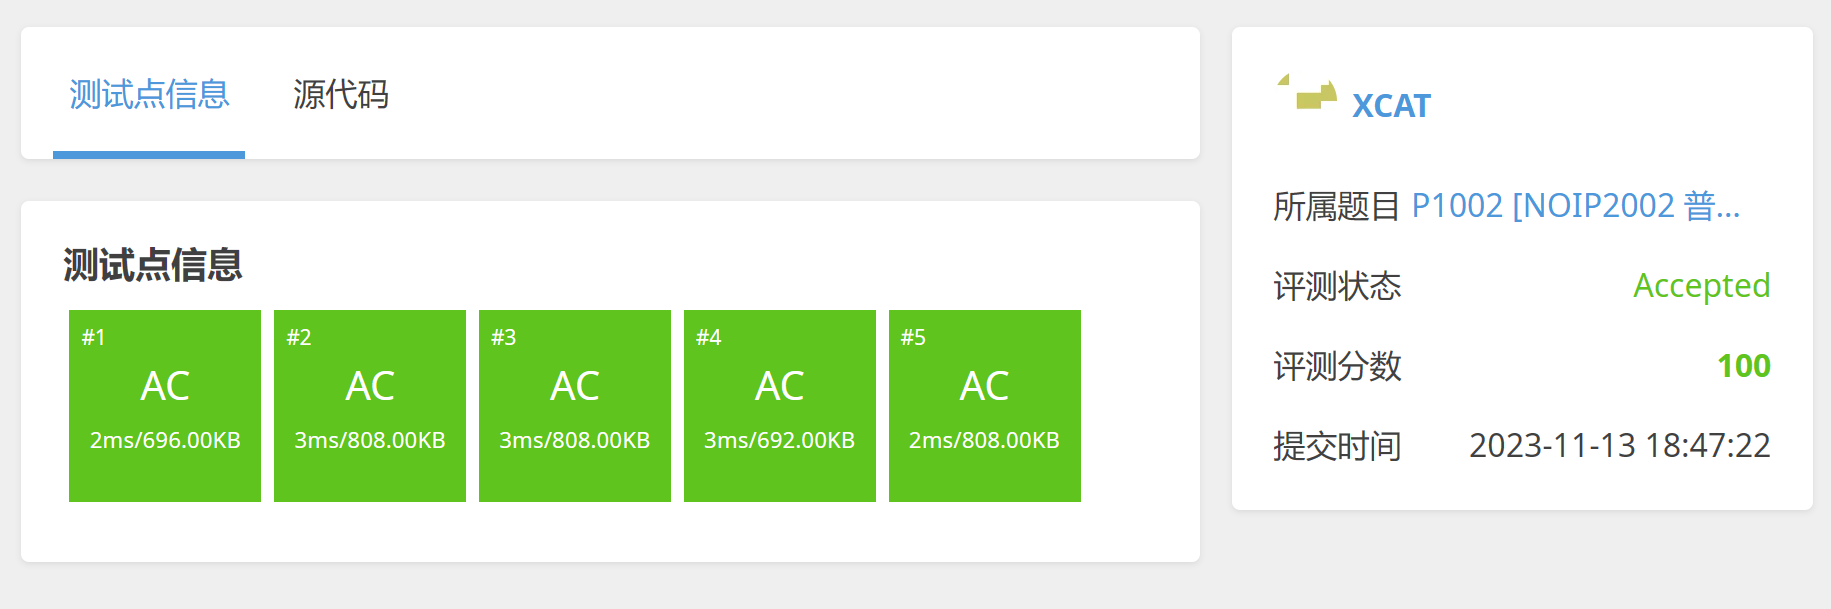 测试点信息 源代码
测试点信息
#1 #2 #3 #4 #5
AC AC AC AC AC
2ms/696.00KB 3ms/808.00KB 3ms/808.00KB 3ms/692.00KB 2ms/808.00KB
XCAT
所属题目 P1002 [NOIP2002 普...
评测状态 Accepted
评测分数 100
提交时间 2023-11-13 18:47:22